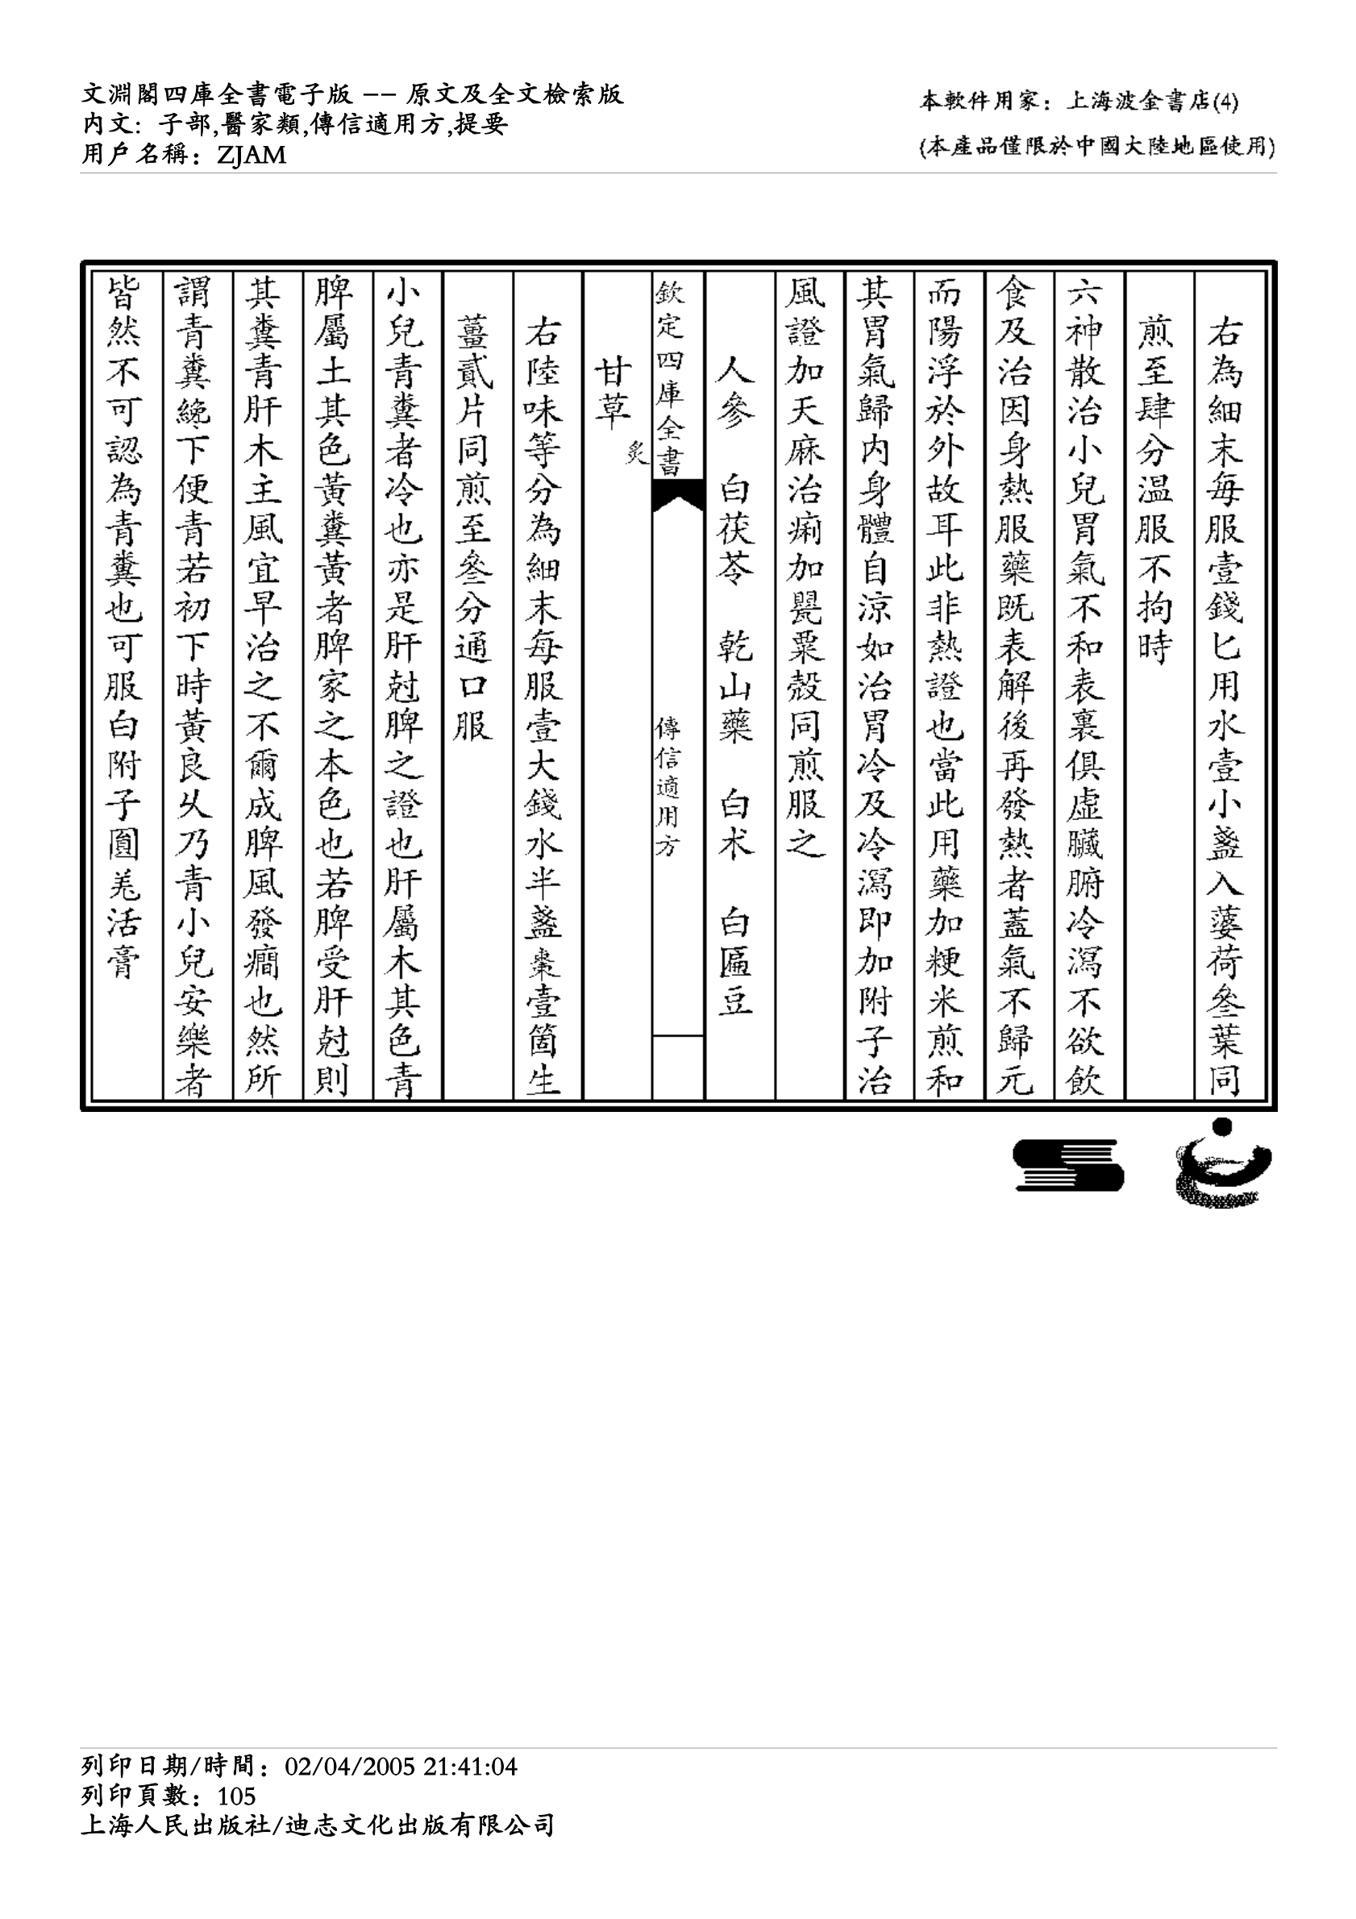 文淵閣四庫全書電子版 -- 原文及全文檢索版
內文: 子部,醫家類,傳信適用方,提要
用戶名稱: ZJAM
本軟件用家: 上海波金書店(4)
(本產品僅限於中國大陸地區使用)
右為細末每服壹錢匕用水壹小盞入薄荷叄葉同
煎至肆分溫服不拘時
六神散治小兒胃氣不和表裏俱虛臟腑冷瀉不欲飲
食及治因身熱服藥既表解後再發熱者蓋氣不歸元
而陽浮於外故耳此非熱證也當此用藥加粳米煎和
其胃氣歸内身體自涼如治胃冷及冷瀉即加附子治
風證加天麻治痢加甖粟殻同煎服之
人參 白茯苓 乾山藥 白术 白匾豆
欽定四庫全書
傳信適用方
甘草炙
右陸味等分為細末每服壹大錢水半盞棗壹箇生
薑貳片同煎至叄分通口服
小兒青糞者冷也亦是肝尅脾之證也肝屬木其色青
脾屬土其色黃糞黃者脾家之本色也若脾受肝尅則
其糞青肝木主風宜早治之不爾成脾風發癇也然所
謂青糞纔下便青若初下時黃良乆乃青小兒安樂者
皆然不可認為青糞也可服白附子圓羗活膏
列印日期/時間: 02/04/2005 21:41:04
列印頁數: 105
上海人民出版社/迪志文化出版有限公司